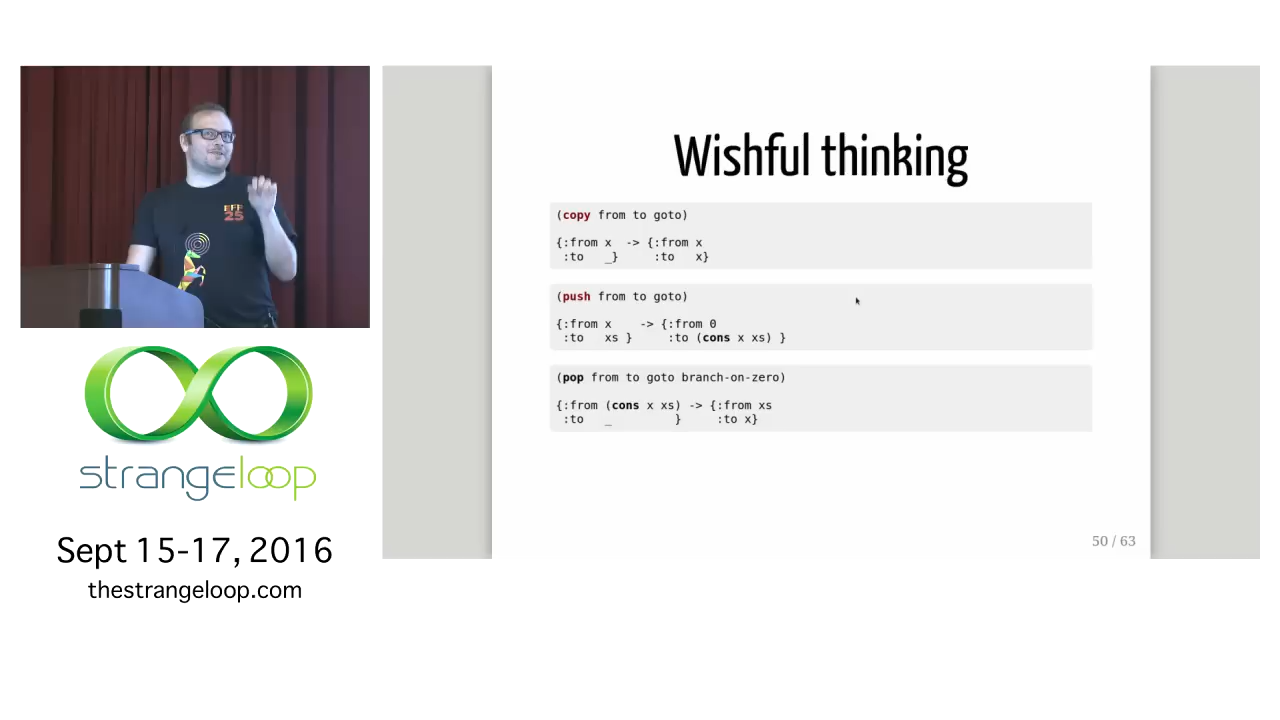 EFF
25
strangeloop
Sept 15-17, 2016
thestrangeloop.com
Wishful thinking
(copy from to goto)
{:from x  -> {:from x
 :to   _}     :to   x}
(push from to goto)
{:from x    -> {:from 0
 :to   xs }     :to (cons x xs) }
(pop from to goto branch-on-zero)
{:from (cons x xs) -> {:from xs
 :to   _         }     :to x}
50 / 63